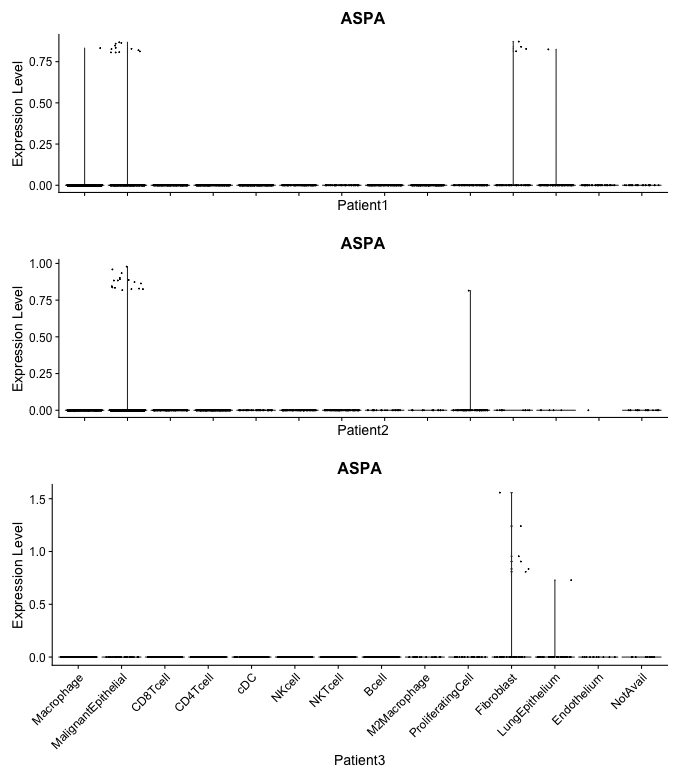 ASPA
Expression Level
0.75
0.50
0.25
0.00
Patient1
ASPA
Expression Level
1.00
0.75
0.50
0.25
0.00
Patient2
ASPA
Expression Level
1.5
1.0
0.5
0.0
Macrophage
MalignantEpithelial
CD8Tcell
CD4Tcell
cDC
NKcell
NKTcell
Bcell
M2Macrophage
ProliferatingCell
Fibroblast
LungEpithelium
Endothelium
NotAvail
Patient3